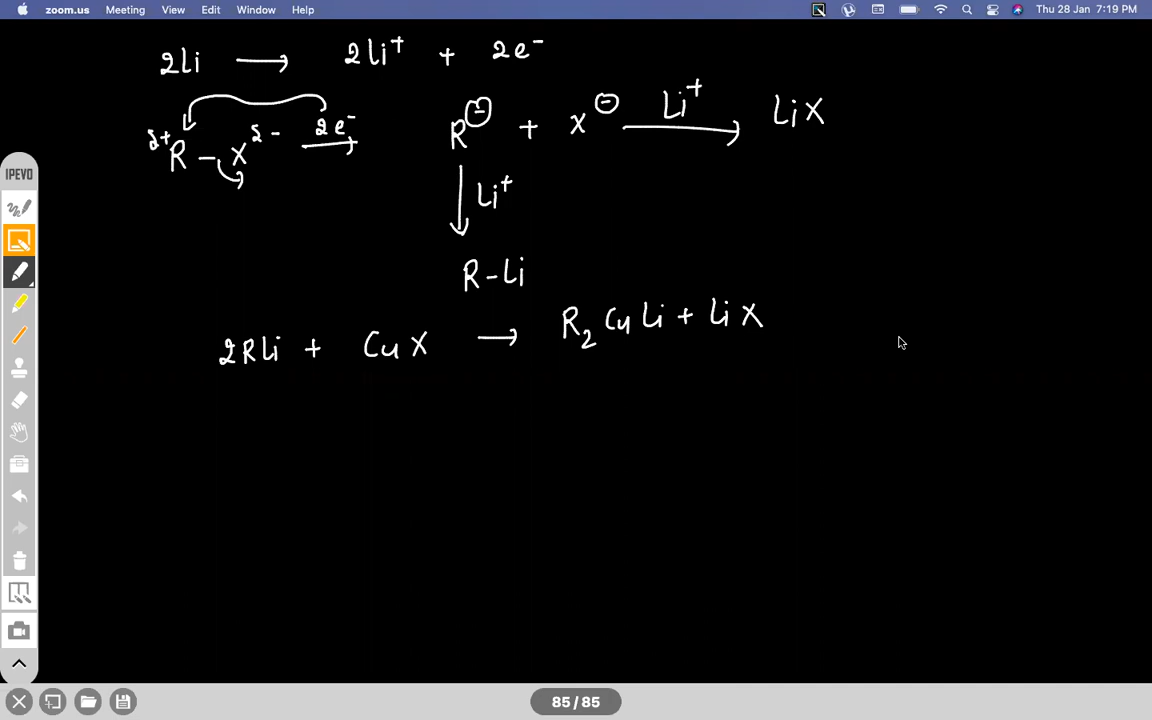 zoom.us Meeting View Edit Window Help Thu 28 Jan 7:19 PM
2Li ⟶ 2Li⁺ + 2e⁻
δ+R – Xδ- 2e⁻ ⟶ R⊖ + X⊖ Li⁺ ⟶ LiX
↓ Li⁺
R-Li
2RLi + CuX ⟶ R₂CuLi + LiX
IPEVO
85/85